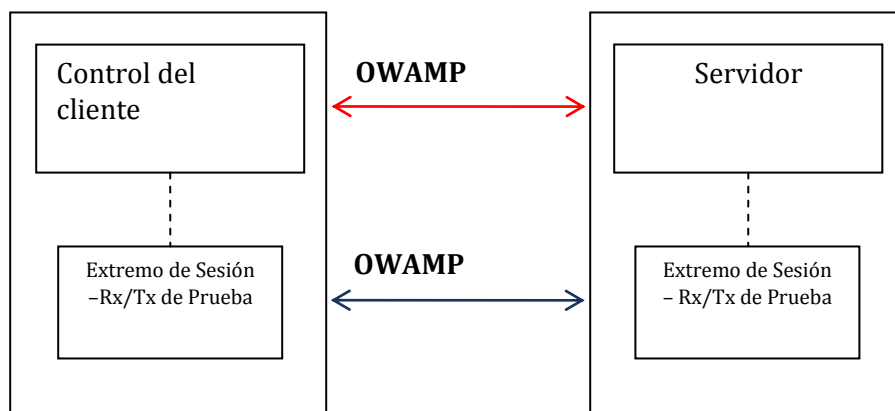 Control del
cliente
OWAMP
Servidor
Extremo de Sesión
–Rx/Tx de Prueba
OWAMP
Extremo de Sesión
– Rx/Tx de Prueba